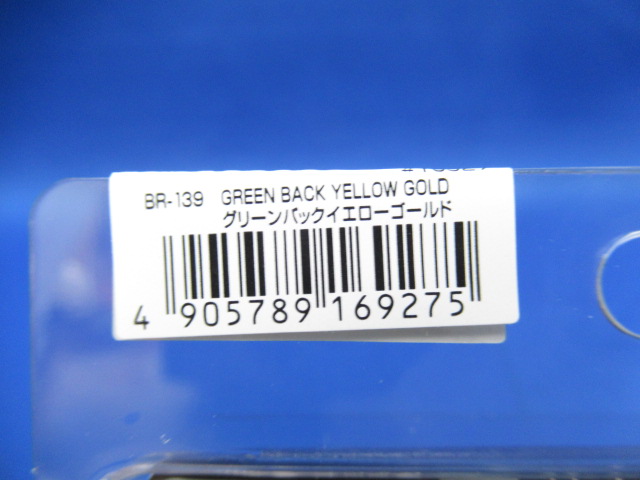 BR-139 GREEN BACK YELLOW GOLD
グリーンバックイエローゴールド
4 905789 169275